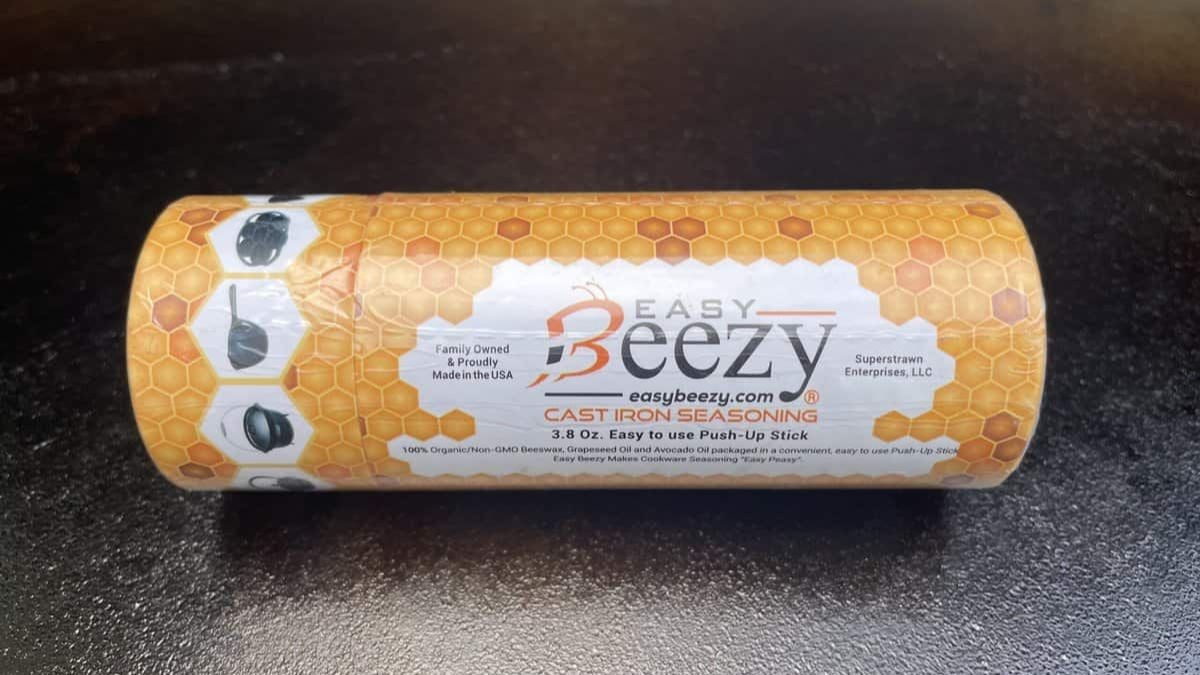 EASY
Beezy
Family Owned
& Proudly
Made in the USA
Superstrawn
Enterprises, LLC
easybeezy.com ®
CAST IRON SEASONING
3.8 Oz. Easy to use Push-Up Stick
100% Organic/Non-GMO Beeswax, Grapeseed Oil and Avocado Oil packaged in a convenient, easy to use Push-Up Stick
Easy Beezy Makes Cookware Seasoning "Easy Peasy".